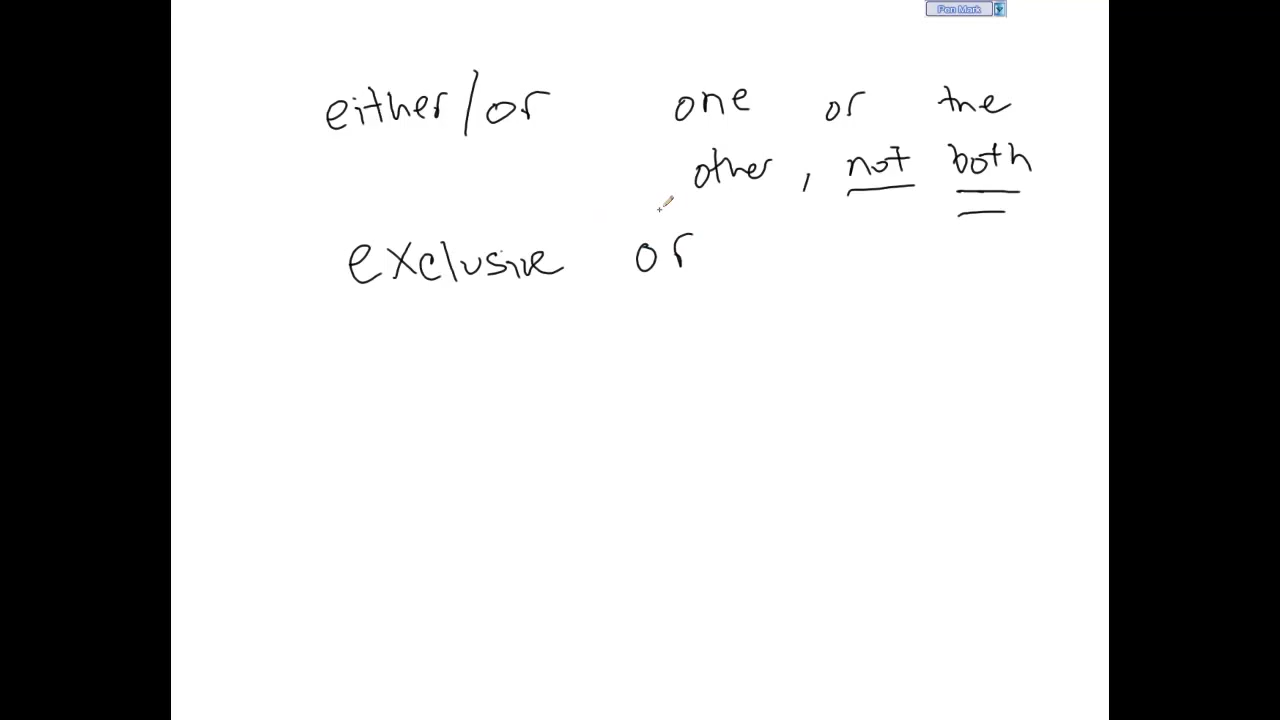 Pen Mark
either/or one or the
other, not both
exclusive or